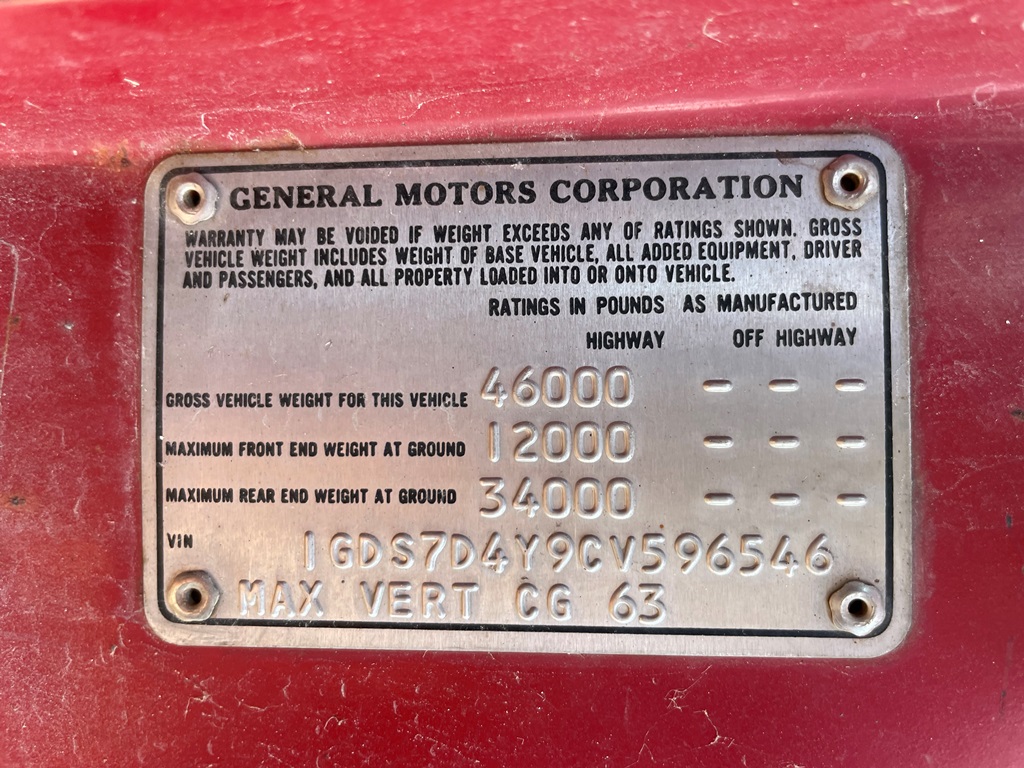 GENERAL MOTORS CORPORATION
WARRANTY MAY BE VOIDED IF WEIGHT EXCEEDS ANY OF RATINGS SHOWN. GROSS
VEHICLE WEIGHT INCLUDES WEIGHT OF BASE VEHICLE, ALL ADDED EQUIPMENT, DRIVER
AND PASSENGERS, AND ALL PROPERTY LOADED INTO OR ONTO VEHICLE.
RATINGS IN POUNDS AS MANUFACTURED
HIGHWAY OFF HIGHWAY
GROSS VEHICLE WEIGHT FOR THIS VEHICLE 46000 – – –
MAXIMUM FRONT END WEIGHT AT GROUND 12000 – – –
MAXIMUM REAR END WEIGHT AT GROUND 34000 – – –
VIN 1GDS7D4Y9CV596546
MAX VERT CG 63